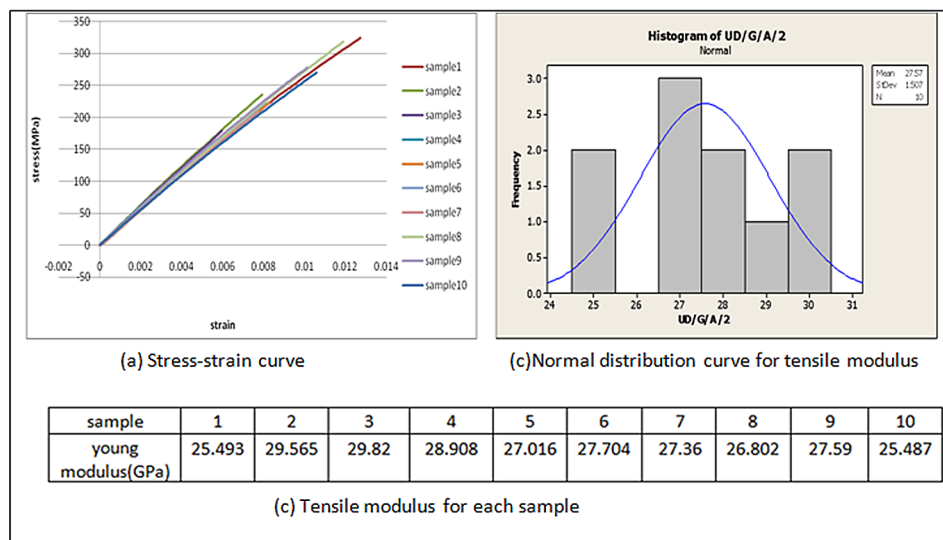 350
300
250
200
150
100
50
0
-50
-0.002 0 0.002 0.004 0.006 0.008 0.01 0.012 0.014
stress(MPa)
strain
sample1
sample2
sample3
sample4
sample5
sample6
sample7
sample8
sample9
sample10
(a) Stress-strain curve
Histogram of UD/G/A/2
Normal
Mean 27.57
StDev 1.507
N 10
Frequency
3.0
2.5
2.0
1.5
1.0
0.5
0.0
24 25 26 27 28 29 30 31
UD/G/A/2
(c)Normal distribution curve for tensile modulus
sample 1 2 3 4 5 6 7 8 9 10
young 25.493 29.565 29.82 28.908 27.016 27.704 27.36 26.802 27.59 25.487
modulus(GPa)
(c) Tensile modulus for each sample